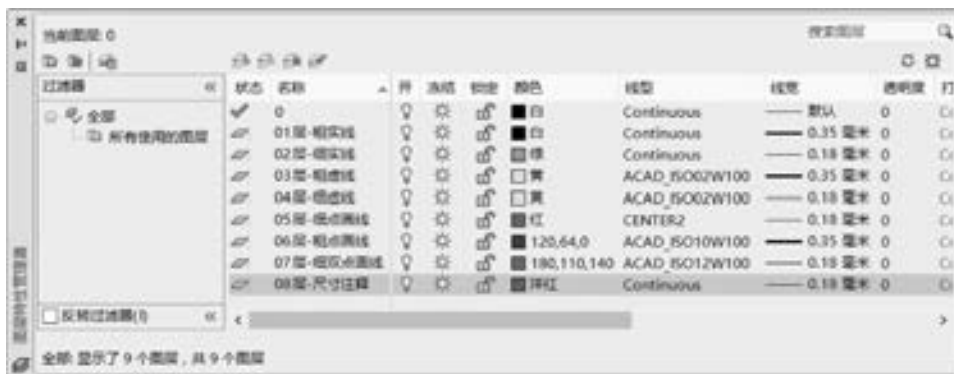 当前图层: 0
搜索图层
过滤器
全部
所有使用的图层
反转过滤器(I)
状态 名称 开 冻结 锁定 颜色 线型 线宽 透明度 打
0 白 Continuous 默认 0
01层-粗实线 白 Continuous 0.35 毫米 0
02层-细实线 绿 Continuous 0.18 毫米 0
03层-粗虚线 黄 ACAD_ISO02W100 0.35 毫米 0
04层-细虚线 黄 ACAD_ISO02W100 0.18 毫米 0
05层-细点画线 红 CENTER2 0.18 毫米 0
06层-粗点画线 120,64,0 ACAD_ISO10W100 0.35 毫米 0
07层-细双点画线 180,110,140 ACAD_ISO12W100 0.18 毫米 0
08层-尺寸注释 洋红 Continuous 0.18 毫米 0
图层特性管理器
全部: 显示了 9 个图层，共 9 个图层